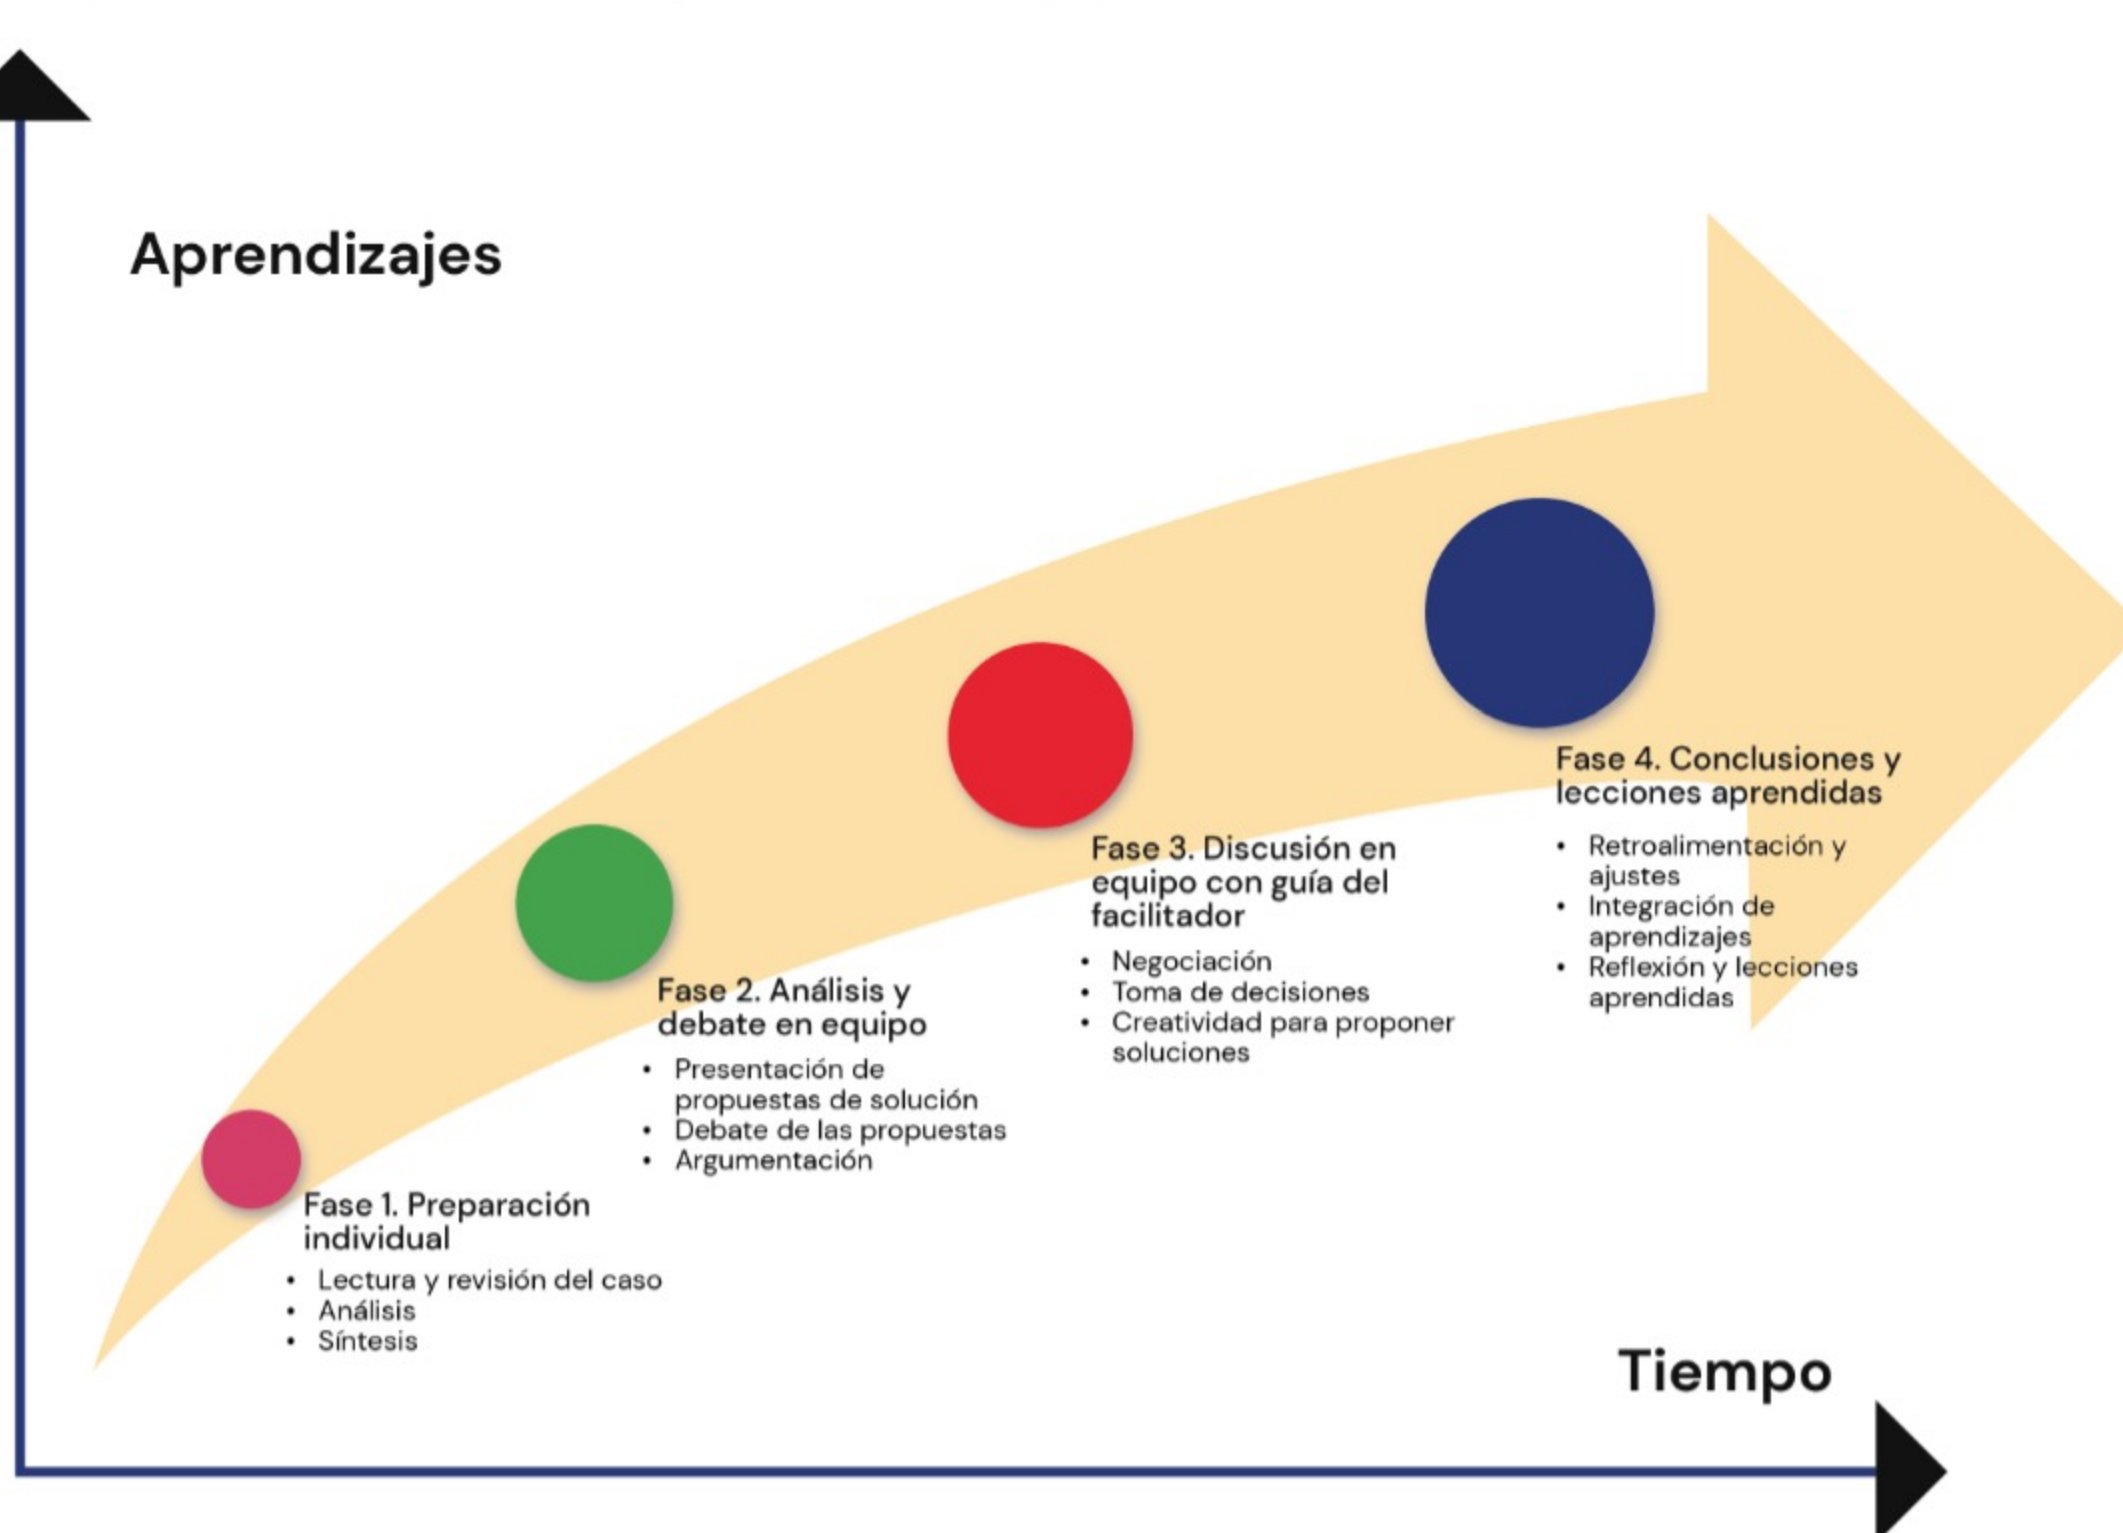 Aprendizajes
Fase 1. Preparación
individual
• Lectura y revisión del caso
• Análisis
• Síntesis
Fase 2. Análisis y
debate en equipo
• Presentación de
propuestas de solución
• Debate de las propuestas
• Argumentación
Fase 3. Discusión en
equipo con guía del
facilitador
• Negociación
• Toma de decisiones
• Creatividad para proponer
soluciones
Fase 4. Conclusiones y
lecciones aprendidas
• Retroalimentación y
ajustes
• Integración de
aprendizajes
• Reflexión y lecciones
aprendidas
Tiempo